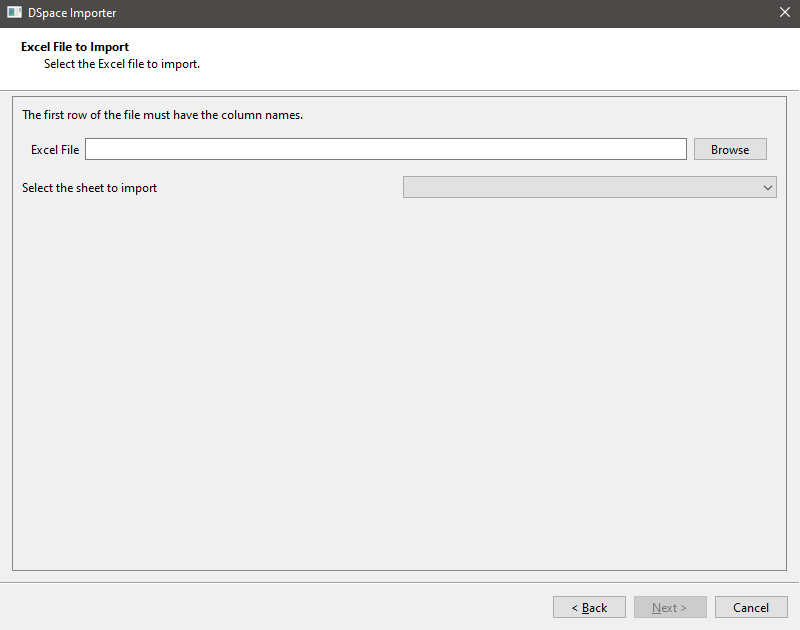 DSpace Importer
Excel File to Import
Select the Excel file to import.
The first row of the file must have the column names.
Excel File
Browse
Select the sheet to import
< Back
Next >
Cancel